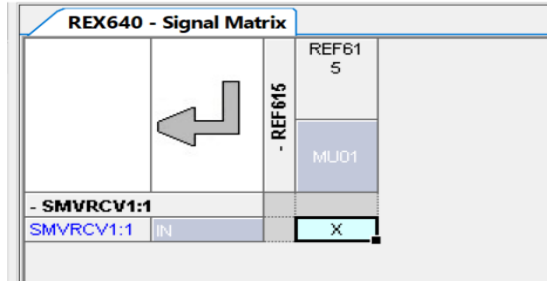 REX640 - Signal Matrix
- REF615
REF61
5
MU01
- SMVRCV1:1
SMVRCV1:1 IN X